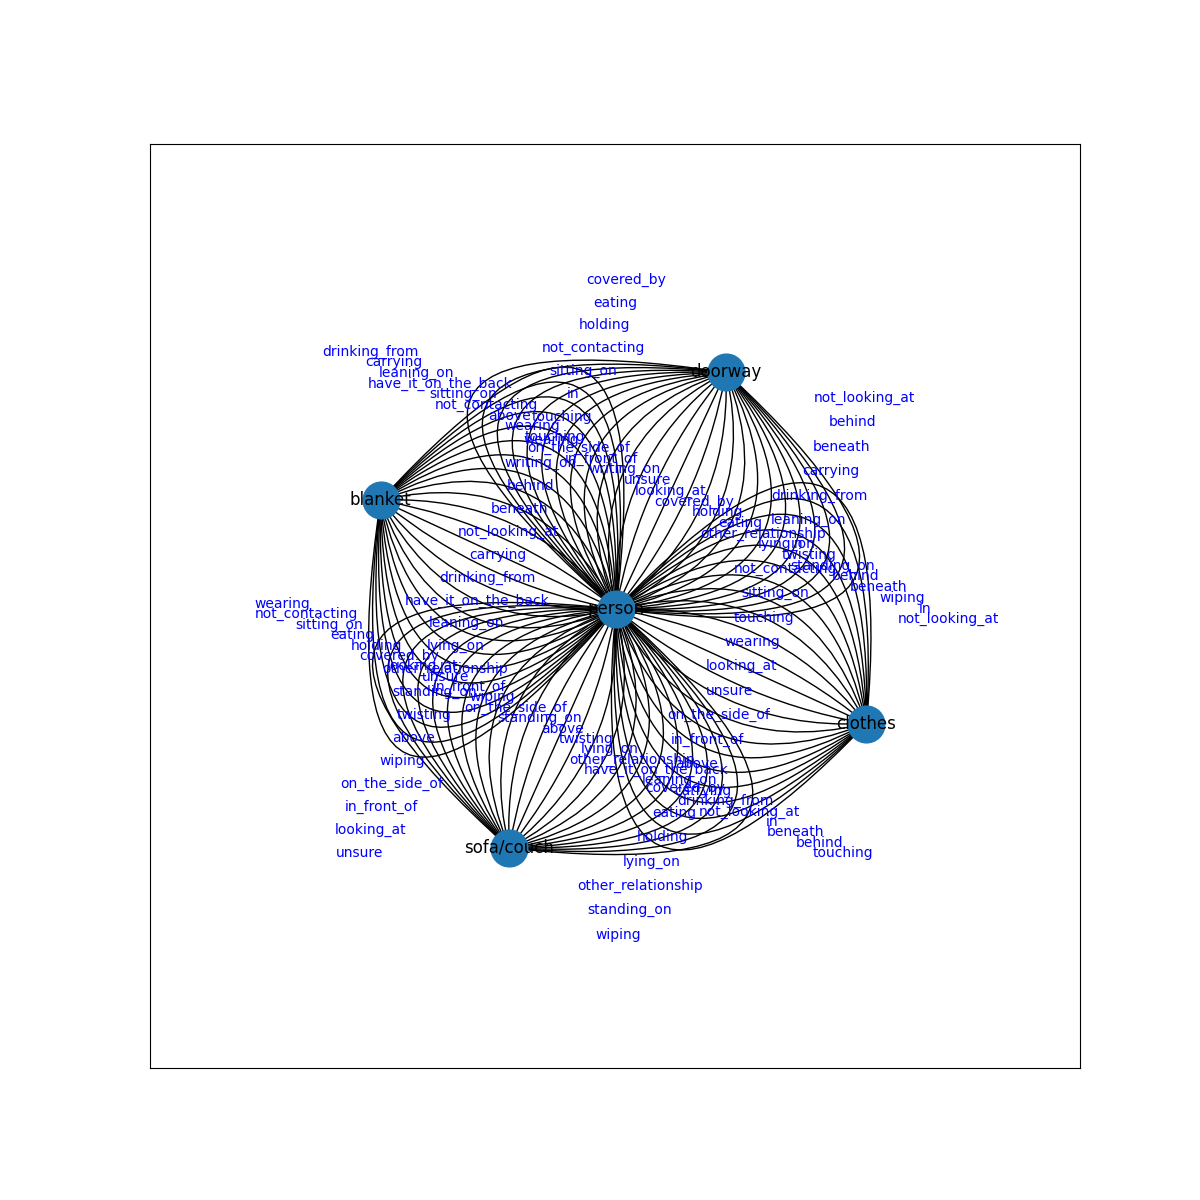 covered_by
eating
holding
not_contacting
drinking_from
carrying
sitting_on
doorway
leaning_on
have_it_on_the_back
sitting_on
in
not_looking_at
not_contacting
above
touching
behind
wearing
touching
wearing
on_the_side_of
beneath
in_front_of
writing_on
writing_on
carrying
unsure
behind
looking_at
drinking_from
blanket
covered_by
beneath
holding
leaning_on
eating
not_looking_at
other_relationship
lying_on
in
carrying
twisting
standing_on
not_contacting
behind
drinking_from
beneath
sitting_on
wiping
have_it_on_the_back
wearing
person
in
not_contacting
touching
not_looking_at
sitting_on
leaning_on
eating
wearing
holding
lying_on
covered_by
looking_at
looking_at
other_relationship
unsure
in_front_of
unsure
standing_on
wiping
on_the_side_of
twisting
standing_on
on_the_side_of
clothes
above
above
twisting
in_front_of
lying_on
wiping
other_relationship
above
have_it_on_the_back
leaning_on
on_the_side_of
covered_by
carrying
drinking_from
in_front_of
eating
not_looking_at
in
looking_at
beneath
holding
behind
sofa/couch
unsure
touching
lying_on
other_relationship
standing_on
wiping